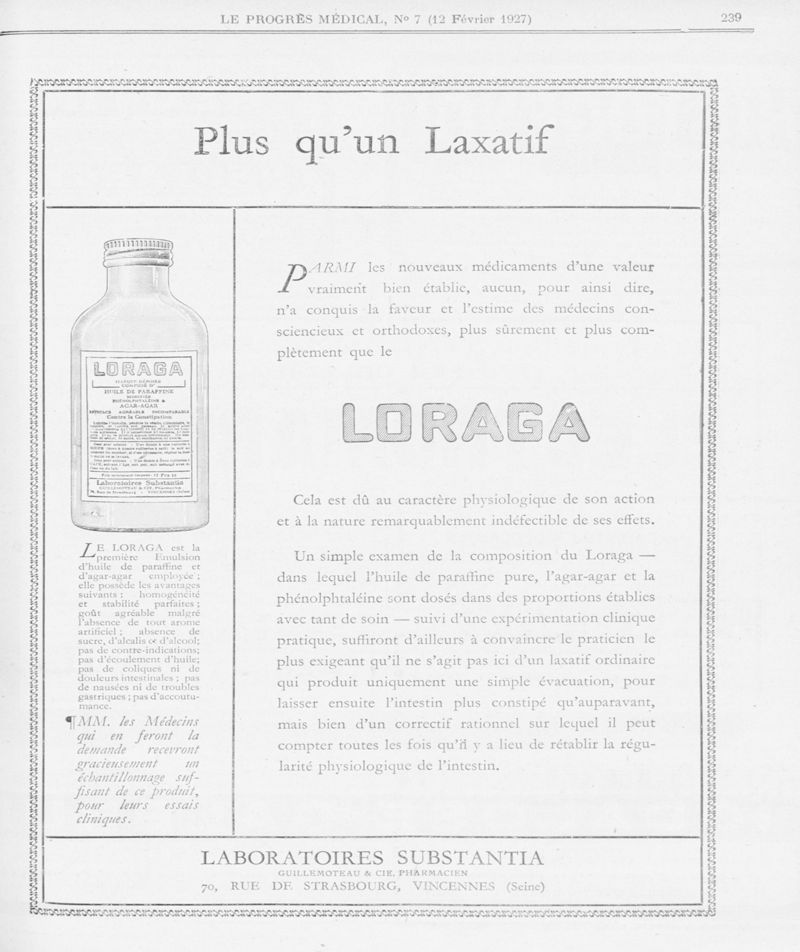 LE PROGRÈS MÉDICAL, No 7 (12 Février 1927)
239
Plus qu'un Laxatif
LORAGA
HUILE DE PARAFFINE
PHÉNOLPHTALÉINE &
AGAR-AGAR
EFFICACE AGRÉABLE INCOMPARABLE
Contre la Constipation
Laboratoires Substantia
GUILLEMOTEAU & CIE, Pharmacien
LE LORAGA est la
première Emulsion
d'huile de paraffine et
d'agar-agar employée ;
elle possède les avantages
suivants : homogénéité
et stabilité parfaites ;
goût agréable malgré
l'absence de tout arome
artificiel ; absence de
sucre, d'alcalis et d'alcool;
pas de contre-indications;
pas d'écoulement d'huile;
pas de coliques ni de
douleurs intestinales ; pas
de nausées ni de troubles
gastriques ; pas d'accoutu-
mance.
¶MM. les Médecins
qui en feront la
demande recevront
gracieusement un
échantillonnage suf-
fisant de ce produit,
pour leurs essais
cliniques.
PARMI les nouveaux médicaments d'une valeur
vraiment bien établie, aucun, pour ainsi dire,
n'a conquis la faveur et l'estime des médecins con-
sciencieux et orthodoxes, plus sûrement et plus com-
plètement que le
LORAGA
Cela est dû au caractère physiologique de son action
et à la nature remarquablement indéfectible de ses effets.
Un simple examen de la composition du Loraga —
dans lequel l'huile de paraffine pure, l'agar-agar et la
phénolphtaléine sont dosés dans des proportions établies
avec tant de soin — suivi d'une expérimentation clinique
pratique, suffiront d'ailleurs à convaincre le praticien le
plus exigeant qu'il ne s'agit pas ici d'un laxatif ordinaire
qui produit uniquement une simple évacuation, pour
laisser ensuite l'intestin plus constipé qu'auparavant,
mais bien d'un correctif rationnel sur lequel il peut
compter toutes les fois qu'il y a lieu de rétablir la régu-
larité physiologique de l'intestin.
LABORATOIRES SUBSTANTIA
GUILLEMOTEAU & CIE, PHARMACIEN
70, RUE DE STRASBOURG, VINCENNES (Seine)